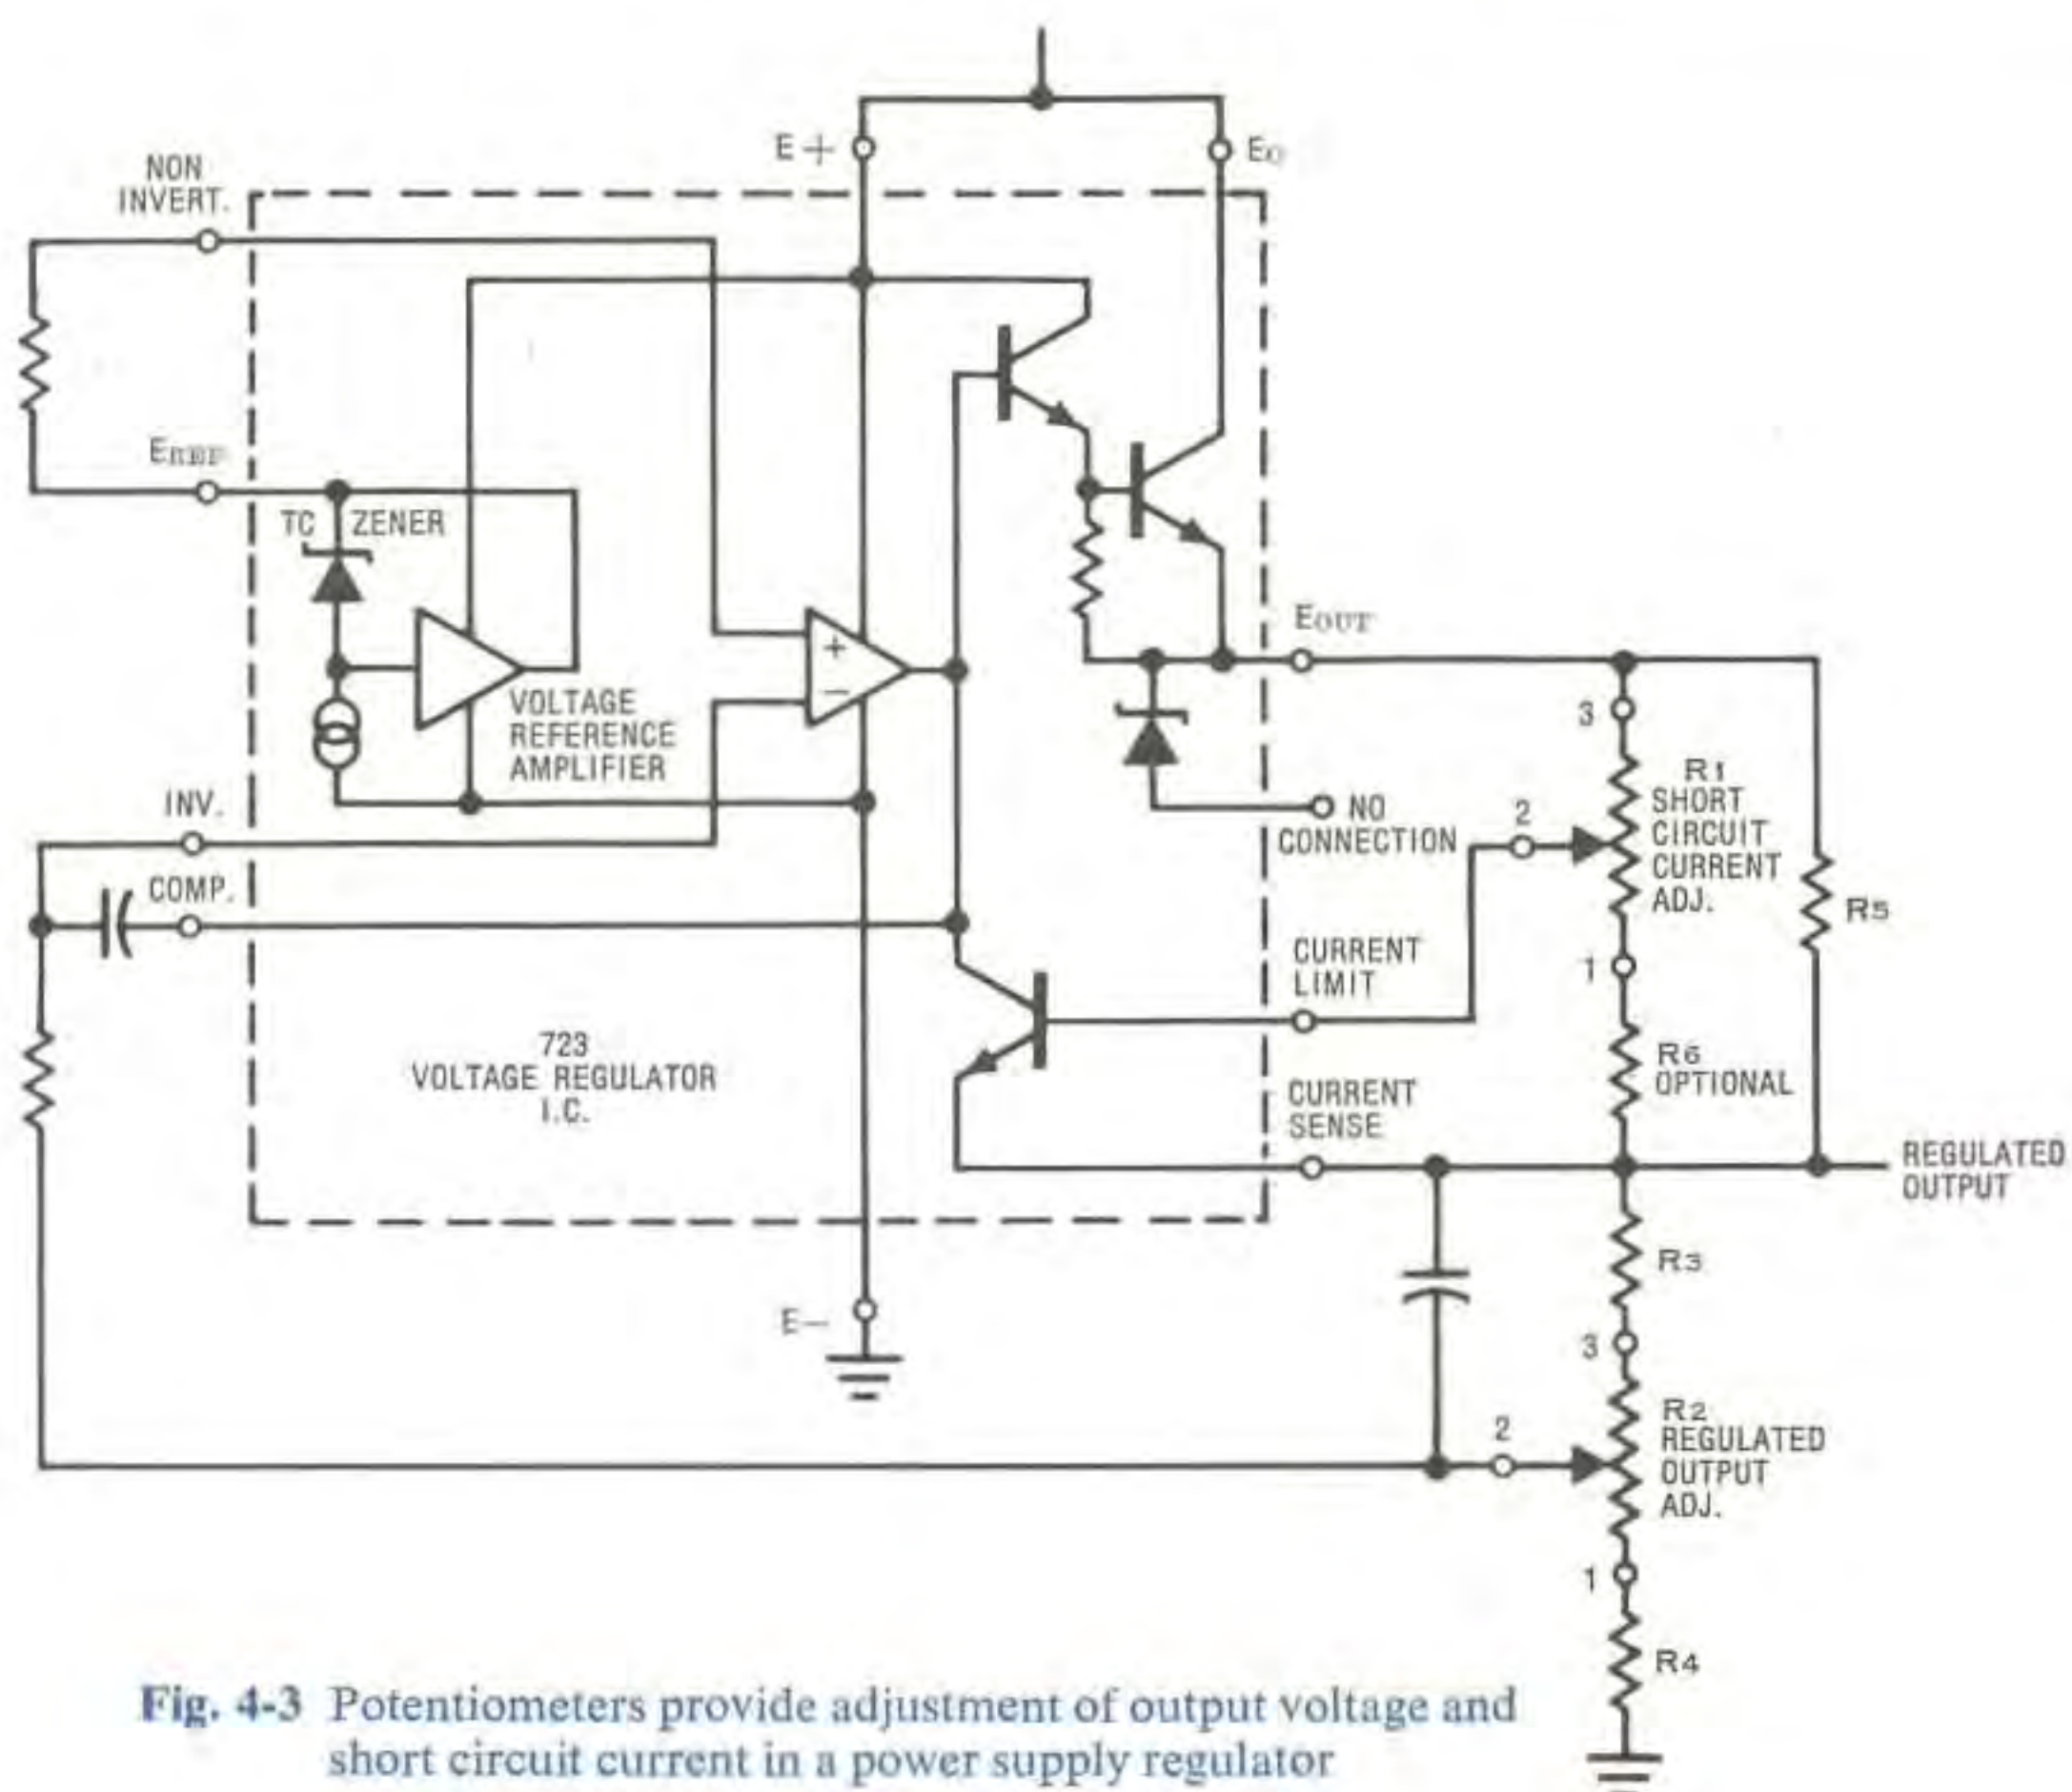 E+
EO
NON
INVERT.
EREF
TC ZENER
VOLTAGE
REFERENCE
AMPLIFIER
+
−
EOUT
3
R1
SHORT
CIRCUIT
CURRENT
ADJ.
2
NO
CONNECTION
INV.
COMP.
R5
1
CURRENT
LIMIT
R6
OPTIONAL
723
VOLTAGE REGULATOR
I.C.
CURRENT
SENSE
REGULATED
OUTPUT
R3
E−
3
R2
REGULATED
OUTPUT
ADJ.
2
1
R4
Fig. 4-3 Potentiometers provide adjustment of output voltage and
short circuit current in a power supply regulator